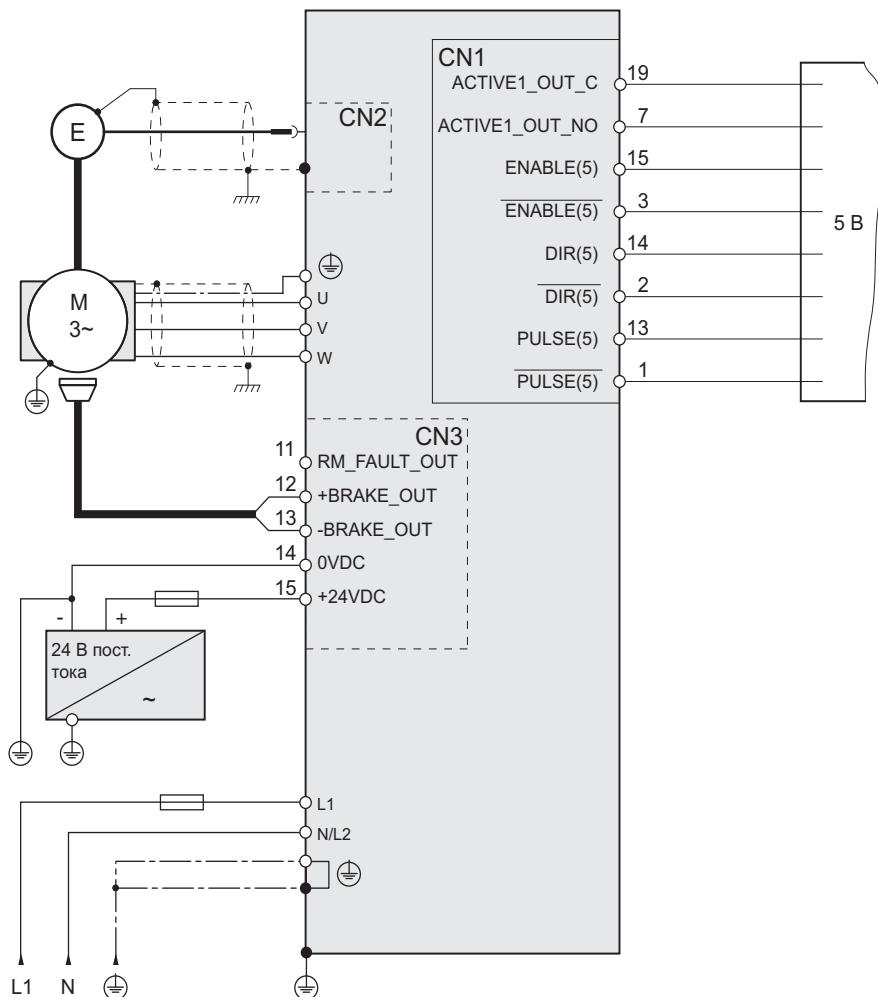 CN1
ACTIVE1_OUT_C
19
CN2
ACTIVE1_OUT_NO
7
E
ENABLE(5)
15
ENABLE(5)
3
5 В
DIR(5)
14
DIR(5)
2
PULSE(5)
13
PULSE(5)
1
M
3~
U
V
W
CN3
11
RM_FAULT_OUT
12
+BRAKE_OUT
13
-BRAKE_OUT
14
0VDC
15
+24VDC
-
+
24 В пост.
тока
~
L1
N/L2
L1
N